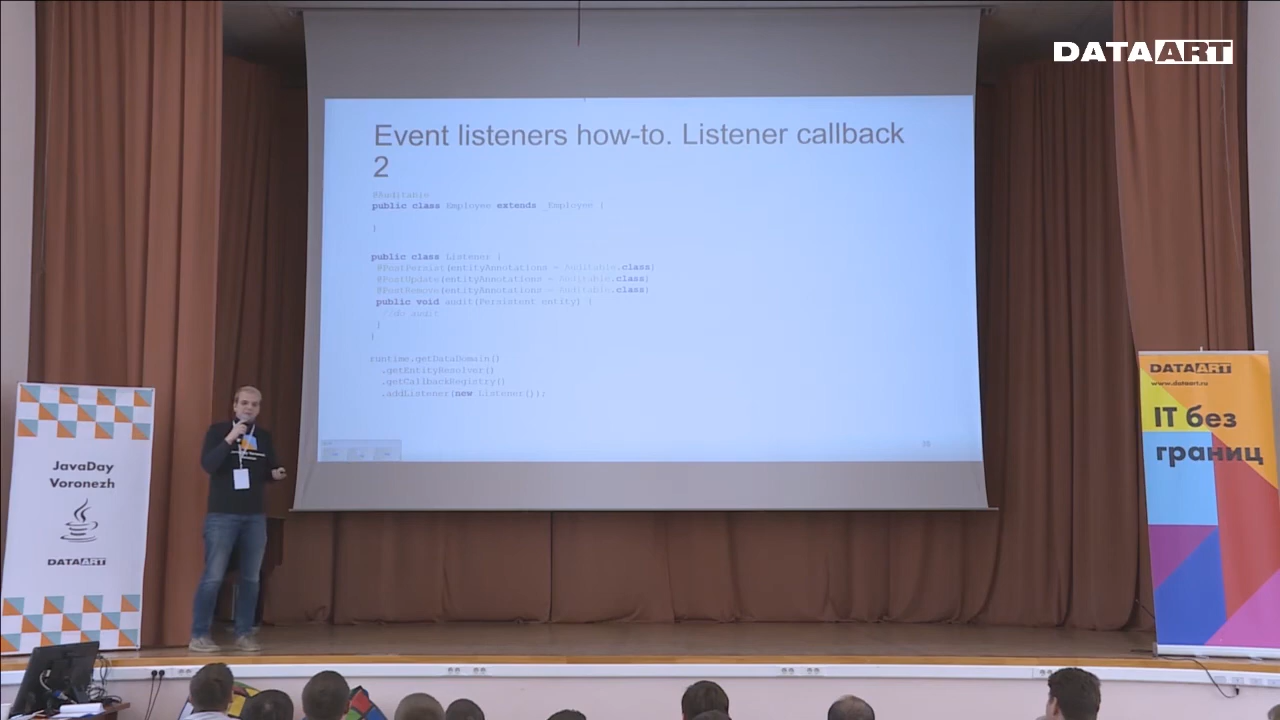 DATAART
Event listeners how-to. Listener callback
2
@Auditable
public class Employee extends _Employee {
}
public class Listener {
@PostPersist(entityAnnotations = Auditable.class)
@PostUpdate(entityAnnotations = Auditable.class)
@PostRemove(entityAnnotations = Auditable.class)
public void audit(Persistent entity) {
//do audit
}
}
runtime.getDataDomain()
.getEntityResolver()
.getCallbackRegistry()
.addListener(new Listener());
JavaDay
Voronezh
DATAART
DATAART
www.dataart.ru
IT без
границ